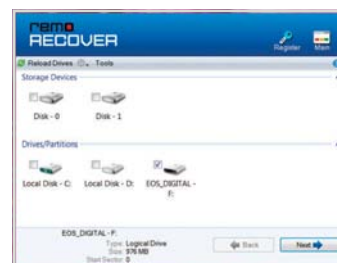 remo
RECOVER
Register
Main
Reload Drives
Tools
Storage Devices
Disk - 0
Disk - 1
Drives/Partitions
Local Disk - C:
Local Disk - D:
EOS_DIGITAL -
F:
EOS_DIGITAL - F:
Type: Logical Drive
Size: 976 MB
Start Sector: 0
Back
Next